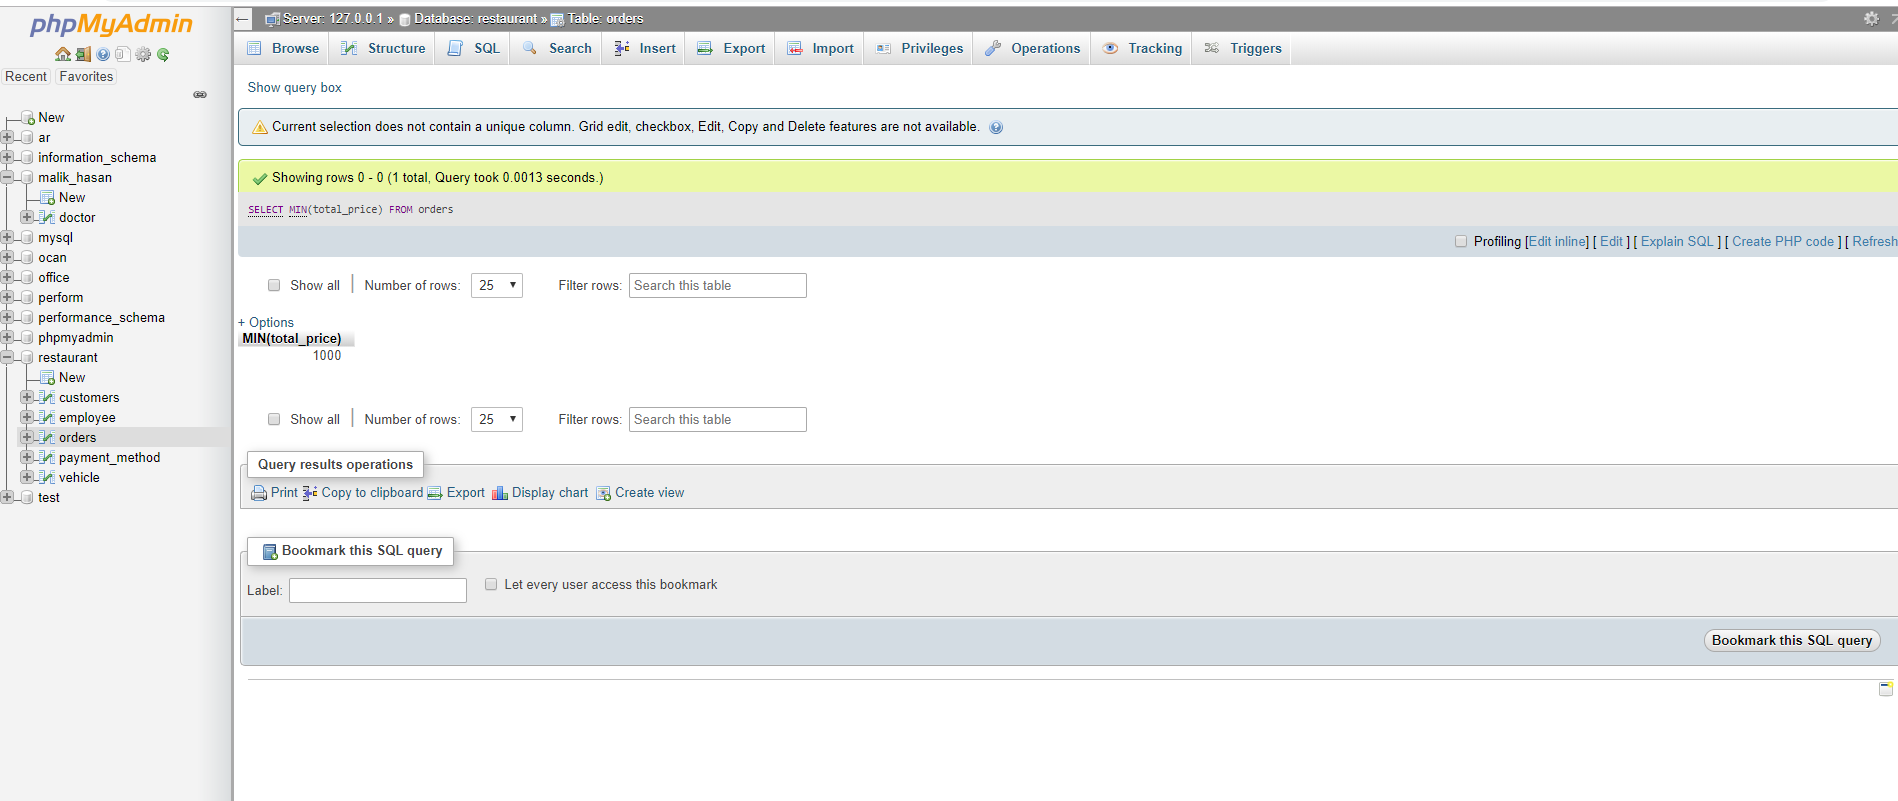 phpMyAdmin
Recent Favorites
New
ar
information_schema
malik_hasan
New
doctor
mysql
ocan
office
perform
performance_schema
phpmyadmin
restaurant
New
customers
employee
orders
payment_method
vehicle
test
Server: 127.0.0.1 » Database: restaurant » Table: orders
Browse Structure SQL Search Insert Export Import Privileges Operations Tracking Triggers
Show query box
Current selection does not contain a unique column. Grid edit, checkbox, Edit, Copy and Delete features are not available.
Showing rows 0 - 0 (1 total, Query took 0.0013 seconds.)
SELECT MIN(total_price) FROM orders
Profiling [Edit inline] [ Edit ] [ Explain SQL ] [ Create PHP code ] [ Refresh
Show all Number of rows: 25 Filter rows: Search this table
+ Options
MIN(total_price)
1000
Show all Number of rows: 25 Filter rows: Search this table
Query results operations
Print Copy to clipboard Export Display chart Create view
Bookmark this SQL query
Label: Let every user access this bookmark
Bookmark this SQL query